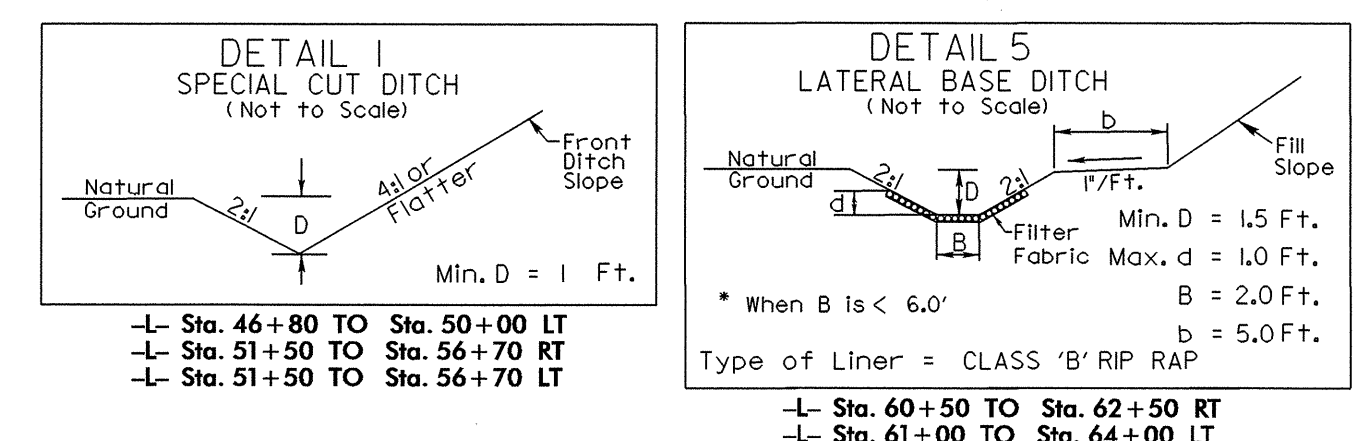 DETAIL 1
SPECIAL CUT DITCH
(Not to Scale)
Front
Ditch
Slope
Natural
Ground
2:1
D
4:1 or
Flatter
Min. D = 1 Ft.
-L- Sta. 46+80 TO Sta. 50+00 LT
-L- Sta. 51+50 TO Sta. 56+70 RT
-L- Sta. 51+50 TO Sta. 56+70 LT
DETAIL 5
LATERAL BASE DITCH
(Not to Scale)
b
Fill
Slope
Natural
Ground
2:1
D
2:1
1"/Ft.
d
B
Filter
Fabric
Min. D = 1.5 Ft.
Max. d = 1.0 Ft.
B = 2.0 Ft.
b = 5.0 Ft.
* When B is < 6.0'
Type of Liner = CLASS 'B' RIP RAP
-L- Sta. 60+50 TO Sta. 62+50 RT
-L- Sta. 61+00 TO Sta. 64+00 LT